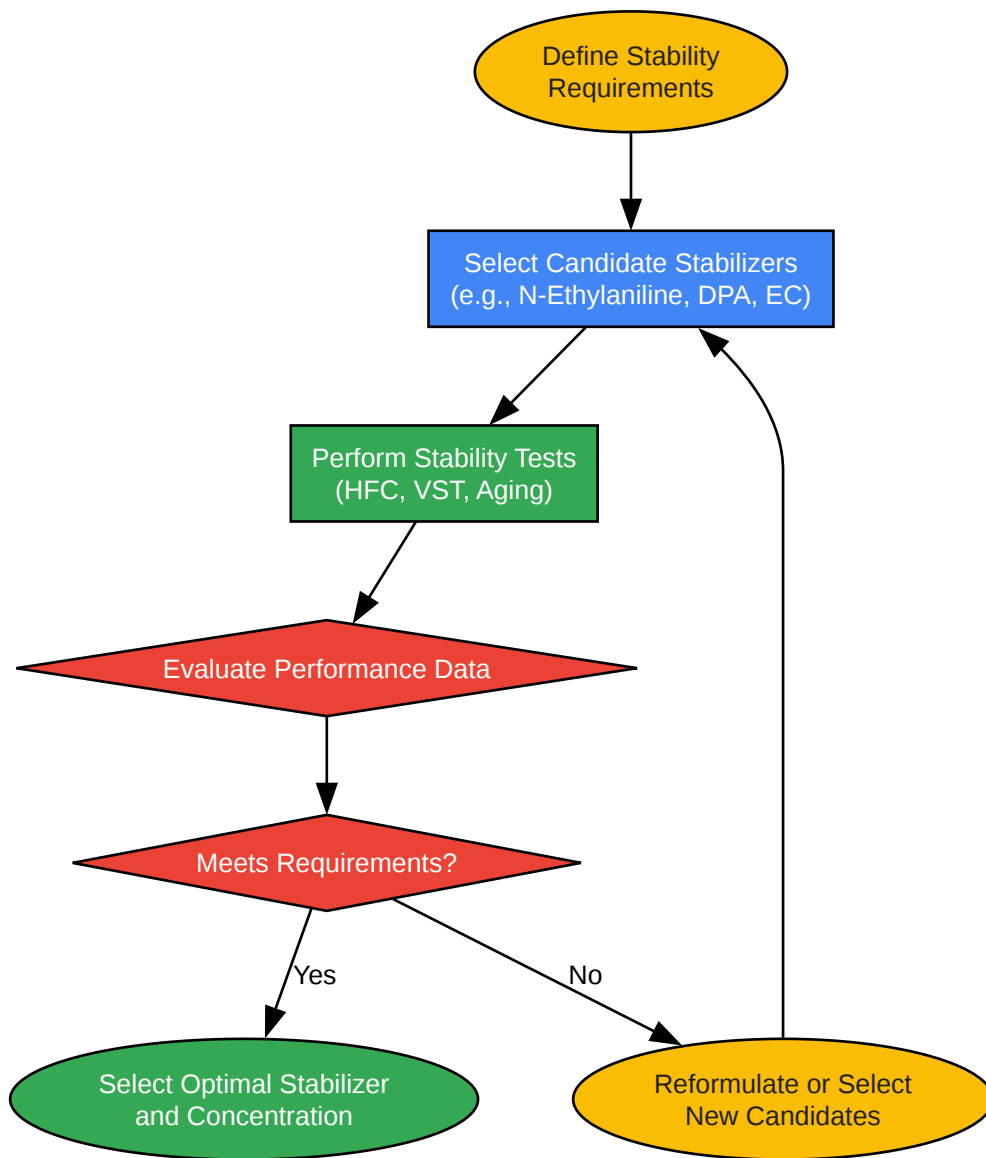 Define Stability
Requirements
Select Candidate Stabilizers
(e.g., N-Ethylaniline, DPA, EC)
Perform Stability Tests
(HFC, VST, Aging)
Evaluate Performance Data
Meets Requirements?
Yes
No
Select Optimal Stabilizer
and Concentration
Reformulate or Select
New Candidates